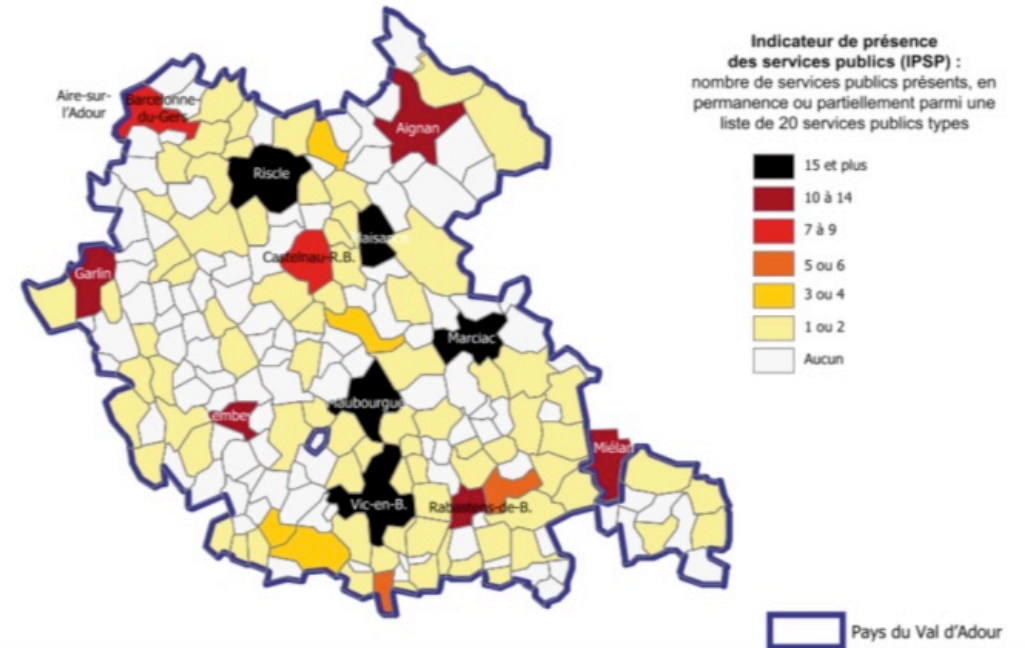 Indicateur de présence
des services publics (IPSP) :
nombre de services publics présents, en
permanence ou partiellement parmi une
liste de 20 services publics types
15 et plus
10 à 14
7 à 9
5 ou 6
3 ou 4
1 ou 2
Aucun
Aire-sur-
l'Adour
Barcelonne-
du-Gers
Aignan
Riscle
Plaisance
Castelnau-R.B.
Garlin
Marciac
Maubourguet
Lembeye
Miélan
Vic-en-B.
Rabastens-de-B.
Pays du Val d'Adour